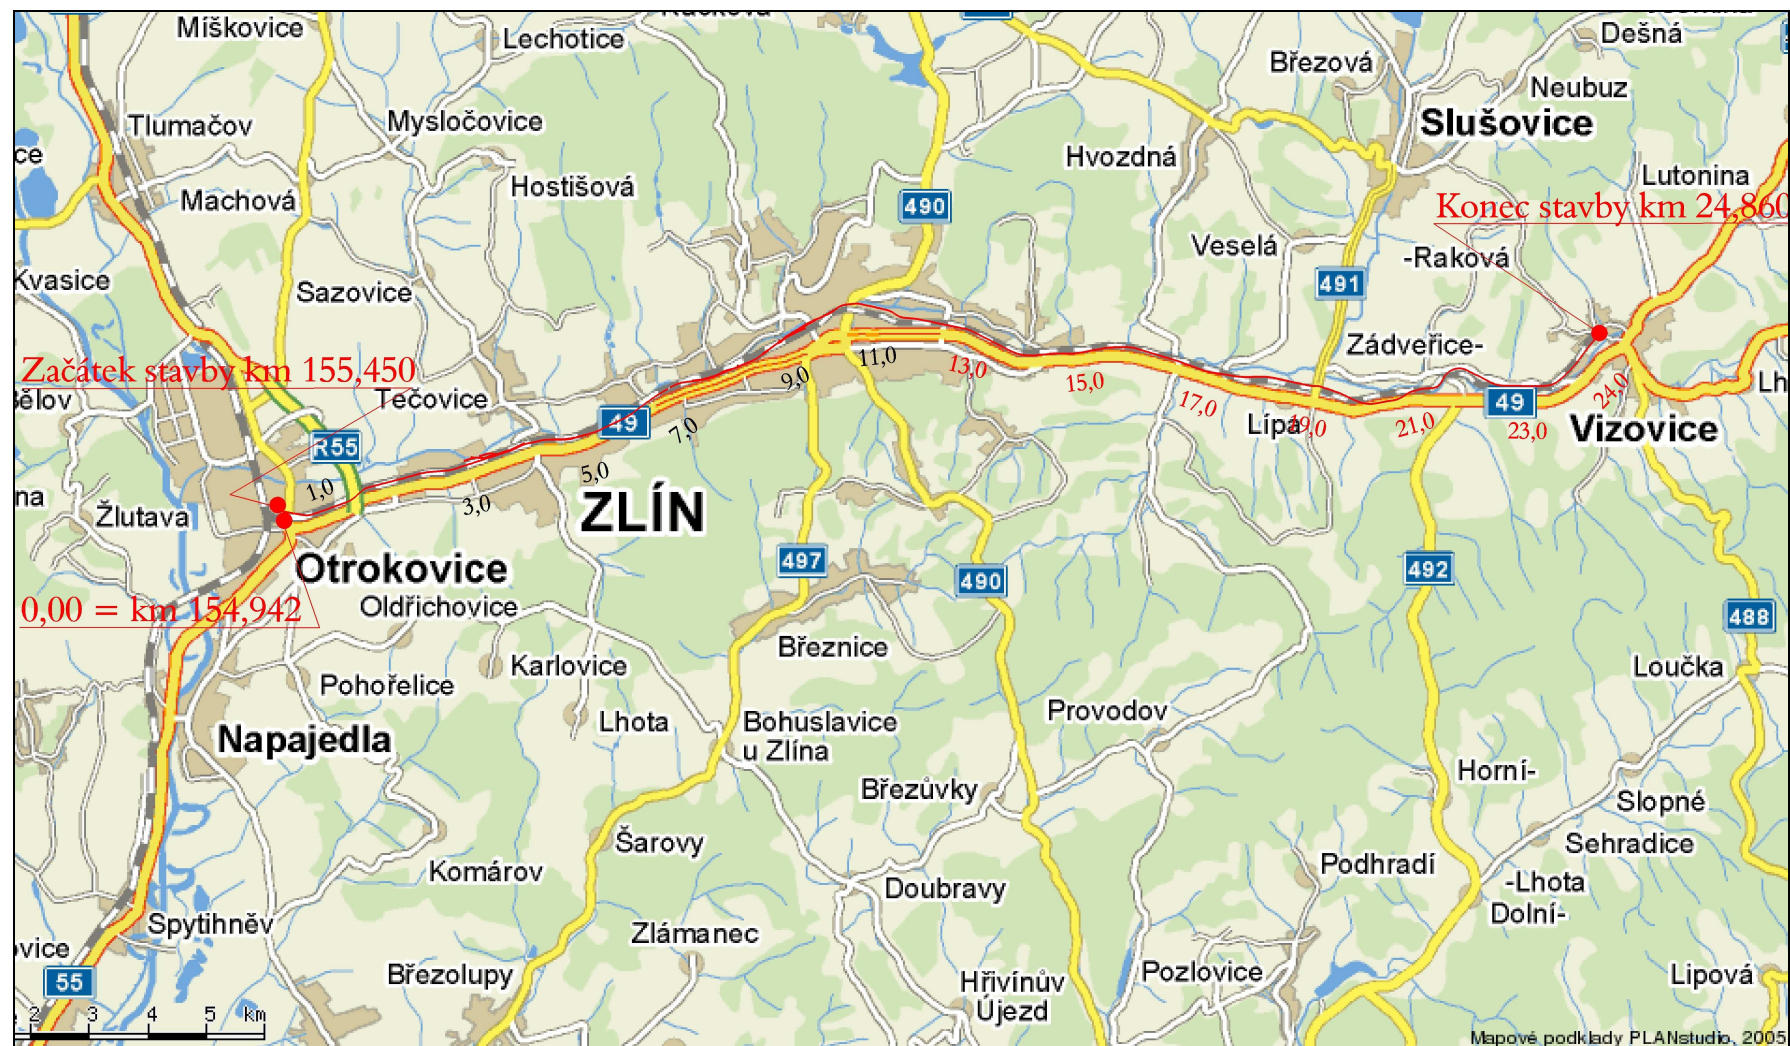 Míškovice
Lechotice
Dešná
Březová
Neubuz
Tlumačov
Mysločovice
Slušovice
Hvozdná
Machová
Hostišová
Lutonina
490
Konec stavby km 24,860
Veselá
-Raková
Kvasice
Sazovice
491
Zádveřice-
Začátek stavby km 155,450
Tečovice
11,0
13,0
9,0
15,0
17,0
19,0
21,0
23,0
24,0
49
49
Lípa
Vizovice
7,0
R55
5,0
3,0
1,0
Žlutava
ZLÍN
Otrokovice
497
490
492
0,00 = km 154,942
Oldřichovice
488
Březnice
Karlovice
Loučka
Pohořelice
Lhota
Bohuslavice
u Zlína
Provodov
Napajedla
Horní-
Březůvky
Slopné
Šarovy
Sehradice
Komárov
Podhradí
Doubravy
-Lhota
Dolní-
Spytihněv
Zlámanec
Březolupy
Hřivínův
Újezd
Pozlovice
Lipová
55
2 3 4 5 km
Mapové podklady PLANstudio, 2005